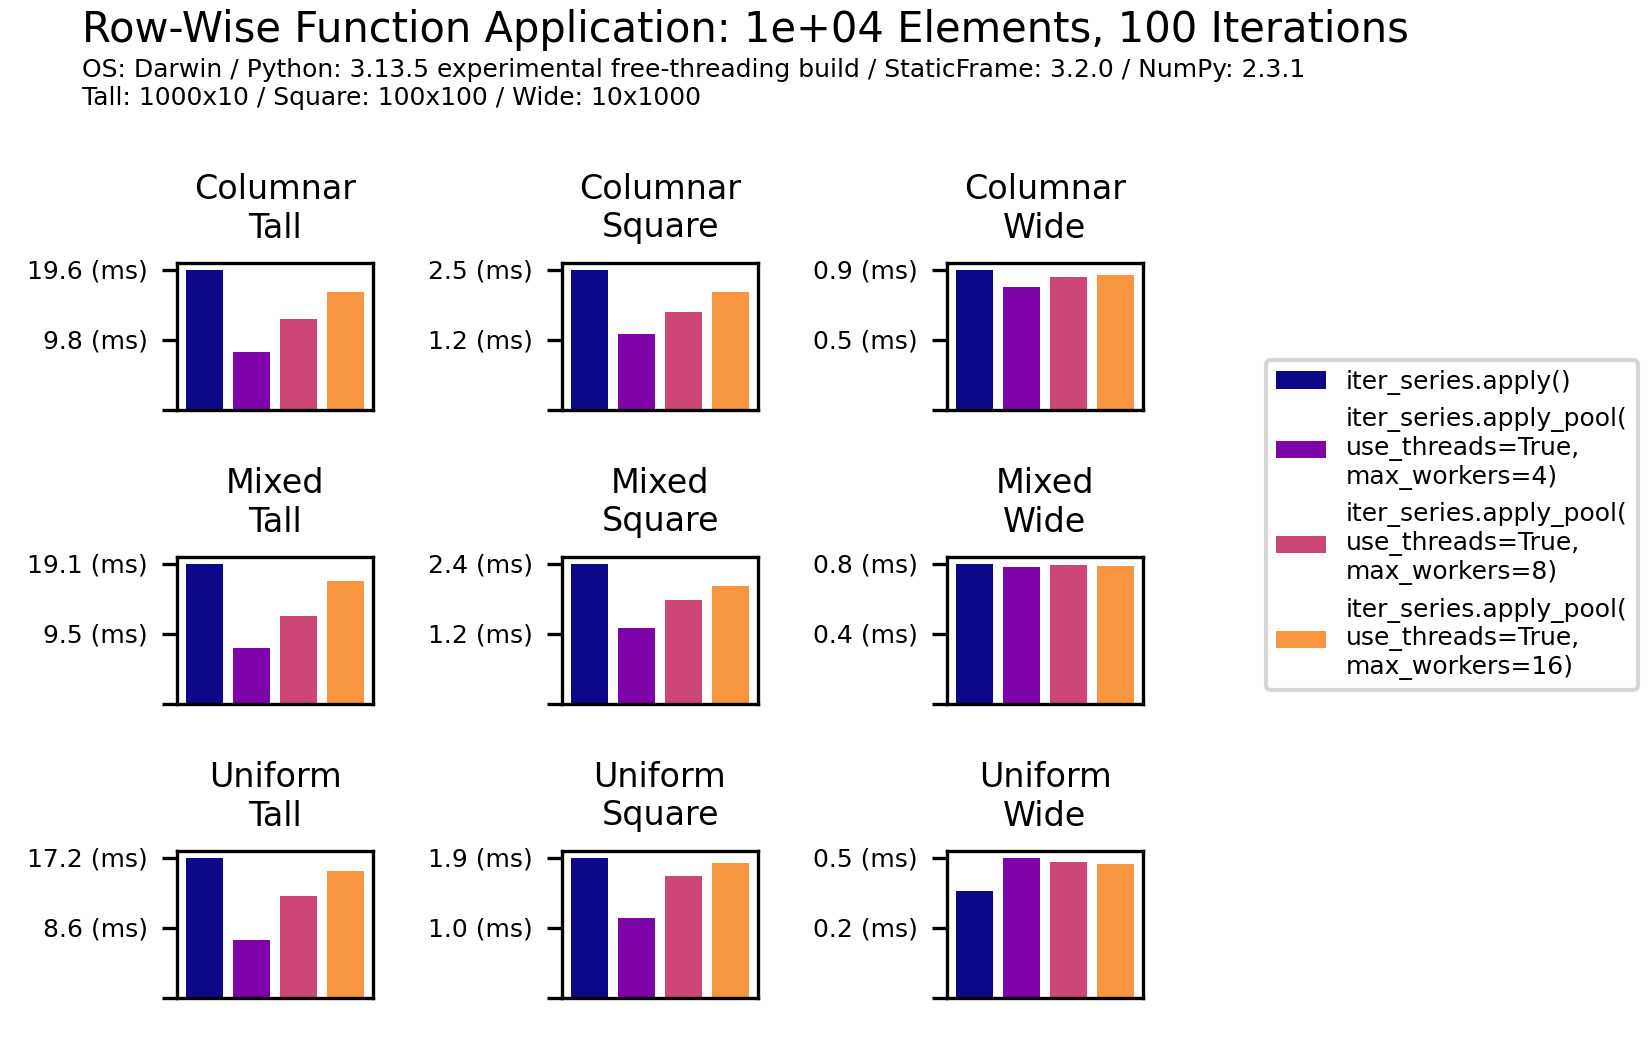 Row-Wise Function Application: 1e+04 Elements, 100 Iterations
OS: Darwin / Python: 3.13.5 experimental free-threading build / StaticFrame: 3.2.0 / NumPy: 2.3.1
Tall: 1000x10 / Square: 100x100 / Wide: 10x1000
Columnar
Tall
19.6 (ms)
9.8 (ms)
Columnar
Square
2.5 (ms)
1.2 (ms)
Columnar
Wide
0.9 (ms)
0.5 (ms)
Mixed
Tall
19.1 (ms)
9.5 (ms)
Mixed
Square
2.4 (ms)
1.2 (ms)
Mixed
Wide
0.8 (ms)
0.4 (ms)
Uniform
Tall
17.2 (ms)
8.6 (ms)
Uniform
Square
1.9 (ms)
1.0 (ms)
Uniform
Wide
0.5 (ms)
0.2 (ms)
iter_series.apply()
iter_series.apply_pool(
use_threads=True,
max_workers=4)
iter_series.apply_pool(
use_threads=True,
max_workers=8)
iter_series.apply_pool(
use_threads=True,
max_workers=16)